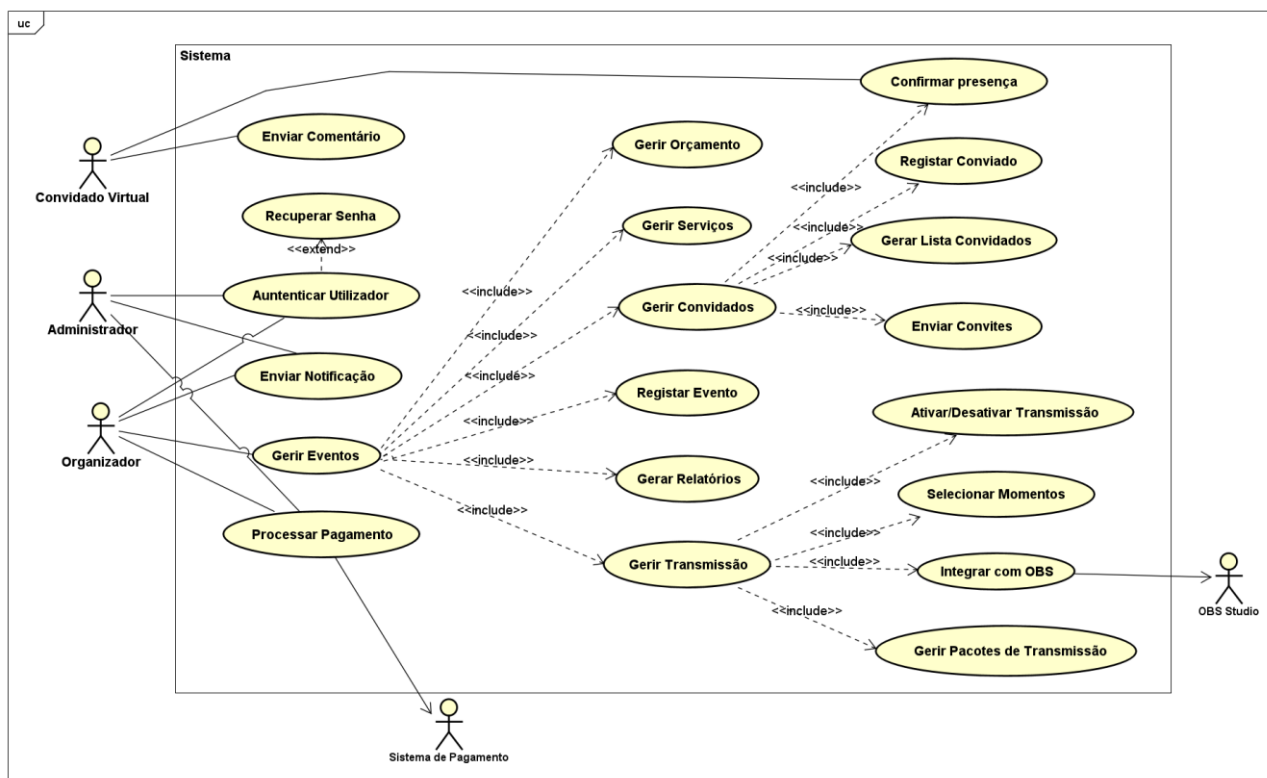 uc
Sistema
Confirmar presença
Enviar Comentário
Gerir Orçamento
Convidado Virtual
Registar Conviado
<<include>>
Recuperar Senha
Gerir Serviços
<<include>>
Gerar Lista Convidados
<<extend>>
<<include>>
Auntenticar Utilizador
<<include>>
Gerir Convidados
<<include>>
Enviar Convites
Administrador
<<include>>
<<include>>
Enviar Notificação
Registar Evento
Ativar/Desativar Transmissão
<<include>>
Organizador
Gerir Eventos
<<include>>
Gerar Relatórios
<<include>>
Selecionar Momentos
<<include>>
Processar Pagamento
<<include>>
Gerir Transmissão
<<include>>
Integrar com OBS
OBS Studio
<<include>>
Gerir Pacotes de Transmissão
Sistema de Pagamento